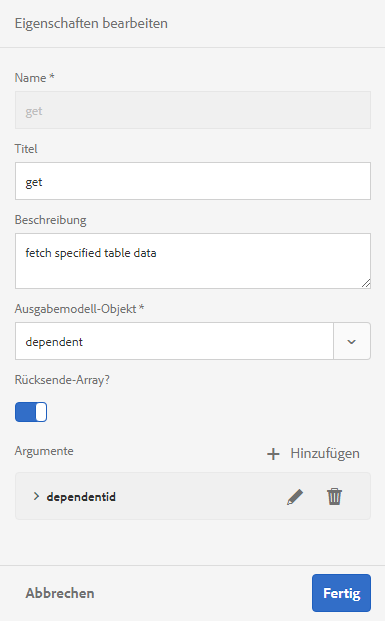 Eigenschaften bearbeiten
Name *
get
Titel
get
Beschreibung
fetch specified table data
Ausgabemodell-Objekt *
dependent
Rücksende-Array?
Argumente
Hinzufügen
dependentid
Abbrechen
Fertig